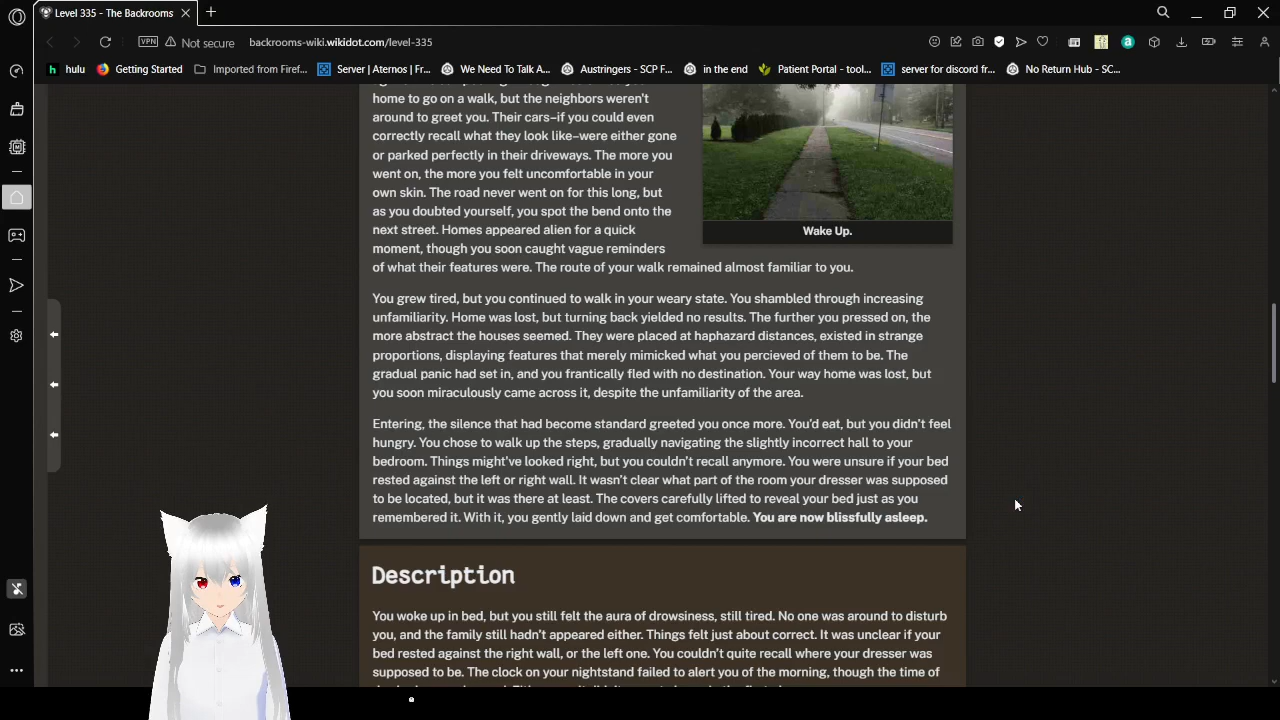 Level 335 - The Backrooms
VPN
Not secure
backrooms-wiki.wikidot.com/level-335
hulu
Getting Started
Imported from Firef...
Server | Aternos | Fr...
We Need To Talk A...
Austringers - SCP F...
in the end
Patient Portal - tool...
server for discord fr...
No Return Hub - SC...
home to go on a walk, but the neighbors weren't
around to greet you. Their cars–if you could even
correctly recall what they look like–were either gone
or parked perfectly in their driveways. The more you
went on, the more you felt uncomfortable in your
own skin. The road never went on for this long, but
as you doubted yourself, you spot the bend onto the
next street. Homes appeared alien for a quick
moment, though you soon caught vague reminders
of what their features were. The route of your walk remained almost familiar to you.
Wake Up.
You grew tired, but you continued to walk in your weary state. You shambled through increasing
unfamiliarity. Home was lost, but turning back yielded no results. The further you pressed on, the
more abstract the houses seemed. They were placed at haphazard distances, existed in strange
proportions, displaying features that merely mimicked what you percieved of them to be. The
gradual panic had set in, and you frantically fled with no destination. Your way home was lost, but
you soon miraculously came across it, despite the unfamiliarity of the area.
Entering, the silence that had become standard greeted you once more. You'd eat, but you didn't feel
hungry. You chose to walk up the steps, gradually navigating the slightly incorrect hall to your
bedroom. Things might've looked right, but you couldn't recall anymore. You were unsure if your bed
rested against the left or right wall. It wasn't clear what part of the room your dresser was supposed
to be located, but it was there at least. The covers carefully lifted to reveal your bed just as you
remembered it. With it, you gently laid down and get comfortable. You are now blissfully asleep.
Description
You woke up in bed, but you still felt the aura of drowsiness, still tired. No one was around to disturb
you, and the family still hadn't appeared either. Things felt just about correct. It was unclear if your
bed rested against the right wall, or the left one. You couldn't quite recall where your dresser was
supposed to be. The clock on your nightstand failed to alert you of the morning, though the time of